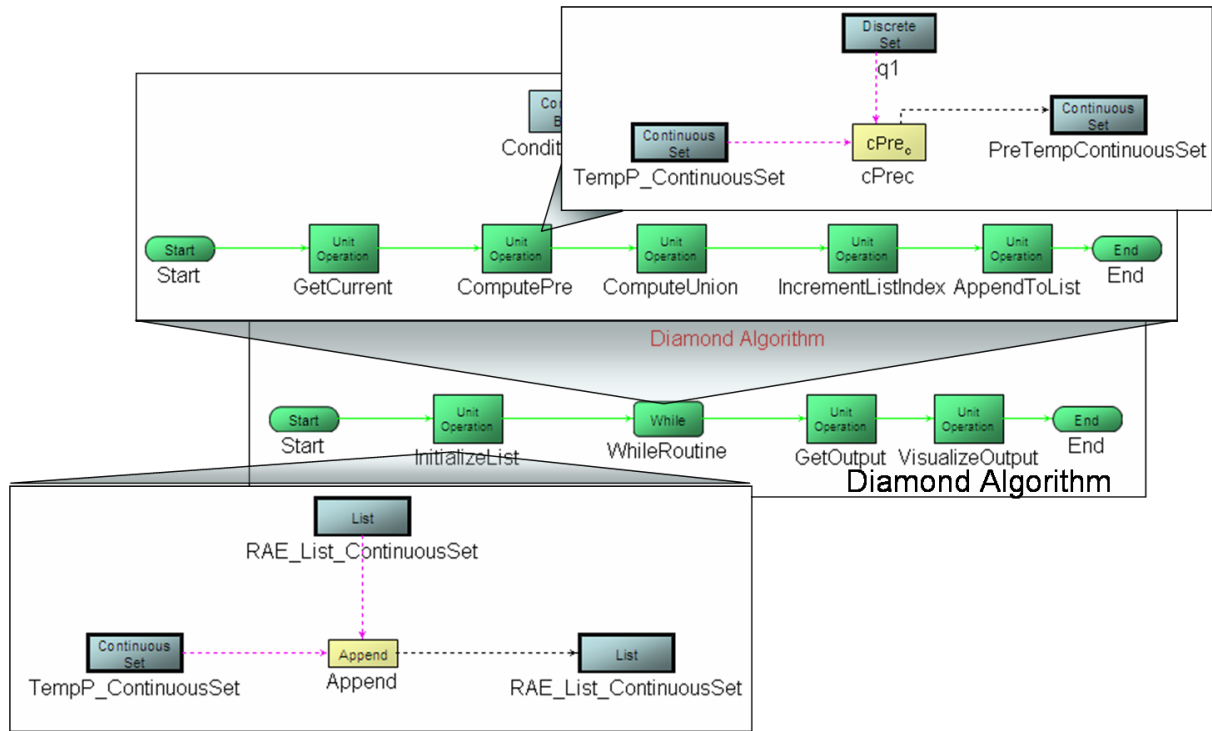 Discrete
Set
q1
Continuous
Set
TempP_ContinuousSet
cPrec
cPrec
Continuous
Set
PreTempContinuousSet
Start
Start
Unit
Operation
GetCurrent
Unit
Operation
ComputePre
Unit
Operation
ComputeUnion
Unit
Operation
IncrementListIndex
Unit
Operation
AppendToList
End
End
Diamond Algorithm
Start
Start
Unit
Operation
InitializeList
While
WhileRoutine
Unit
Operation
GetOutput
Unit
Operation
VisualizeOutput
End
End
Diamond Algorithm
List
RAE_List_ContinuousSet
Continuous
Set
TempP_ContinuousSet
Append
Append
List
RAE_List_ContinuousSet